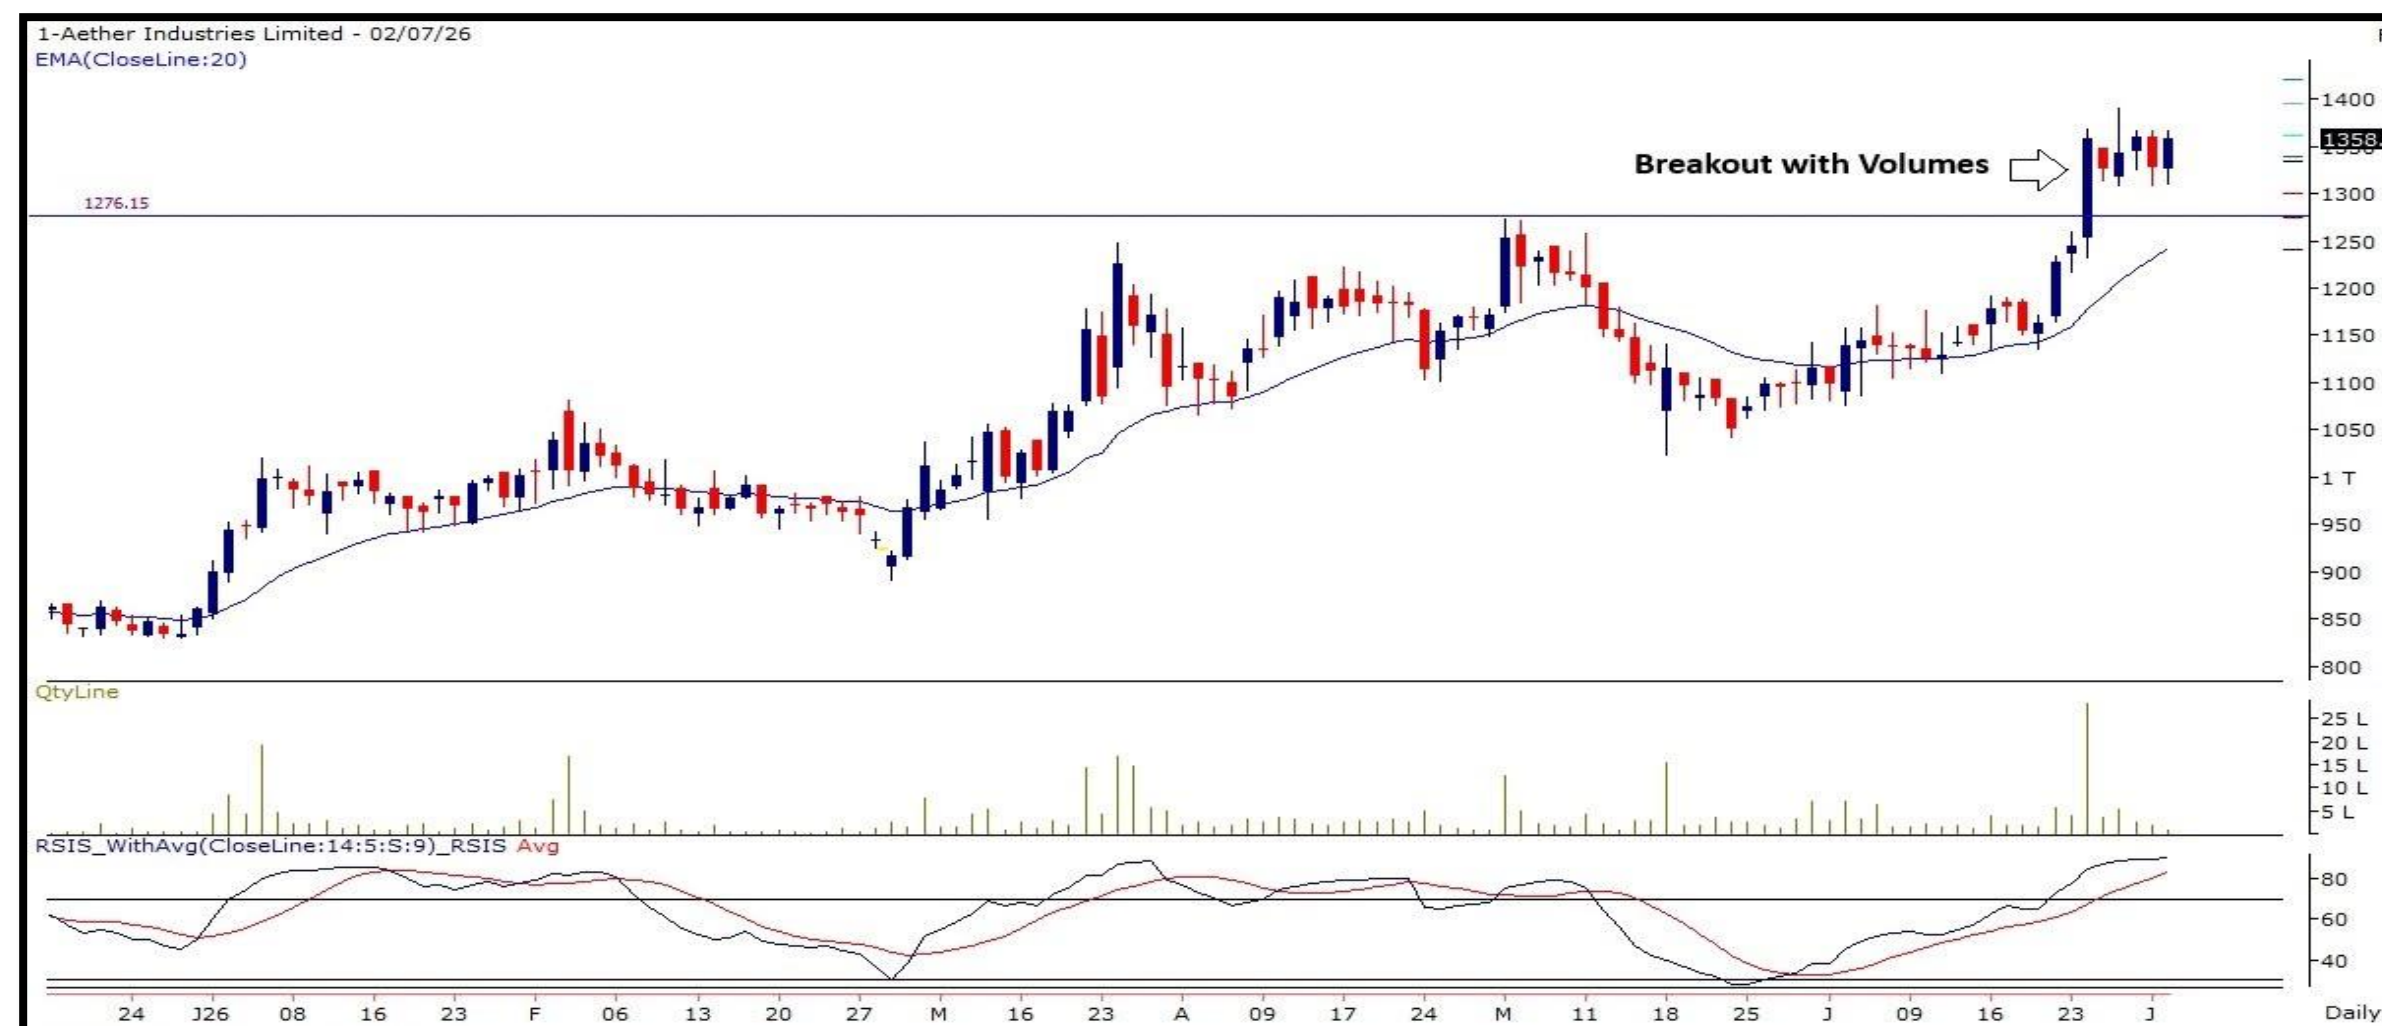 1-Aether Industries Limited - 02/07/26
EMA(CloseLine:20)
1400
1358.
1300
1276.15
Breakout with Volumes
1250
1200
1150
1100
1050
1 T
950
900
850
800
QtyLine
25 L
20 L
15 L
10 L
5 L
RSIS_WithAvg(CloseLine:14:5:S:9)_RSIS Avg
80
60
40
24 J26 08 16 23 F 06 13 20 27 M 16 23 A 09 17 24 M 11 18 25 J 09 16 23 J Daily